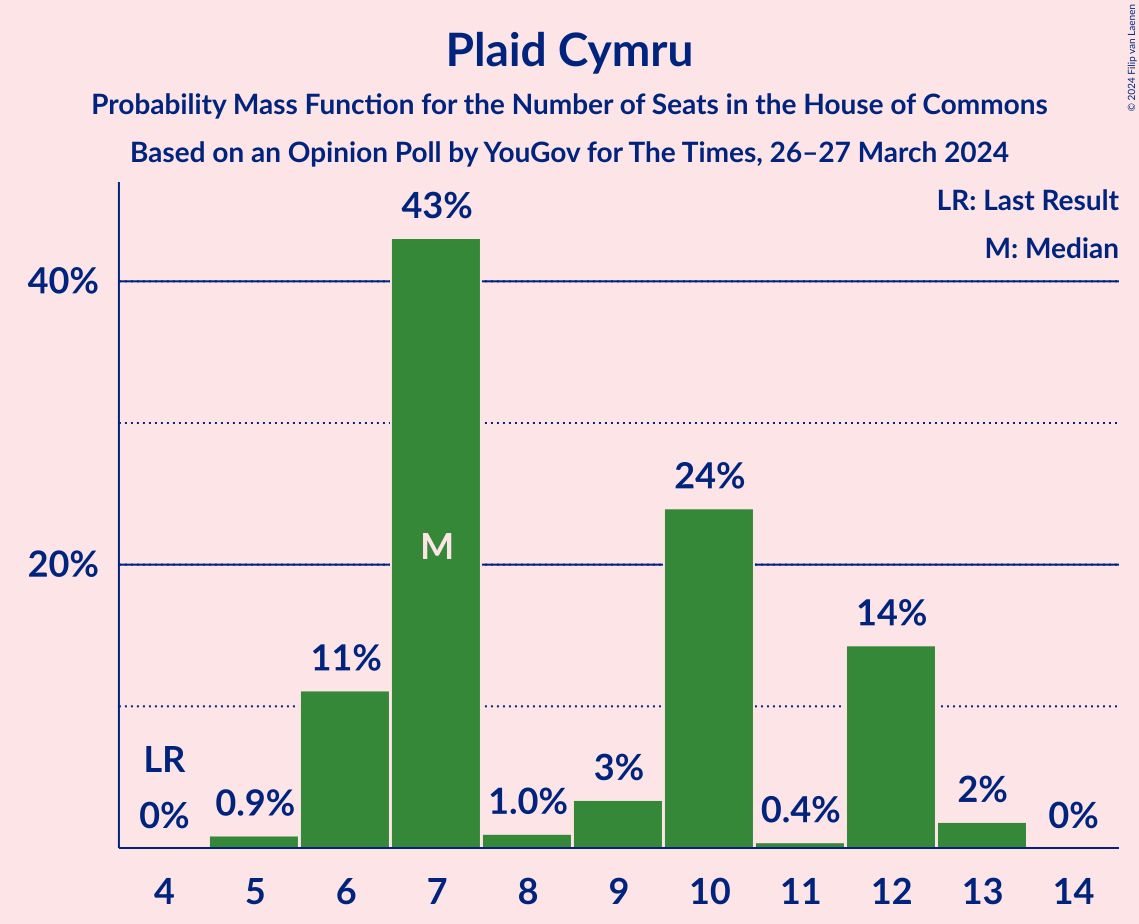 Plaid Cymru
Probability Mass Function for the Number of Seats in the House of Commons
Based on an Opinion Poll by YouGov for The Times, 26–27 March 2024
© 2024 Filip van Laenen
LR: Last Result
M: Median
40%
20%
LR
0%
0.9%
11%
43%
M
1.0%
3%
24%
0.4%
14%
2%
0%
4 5 6 7 8 9 10 11 12 13 14